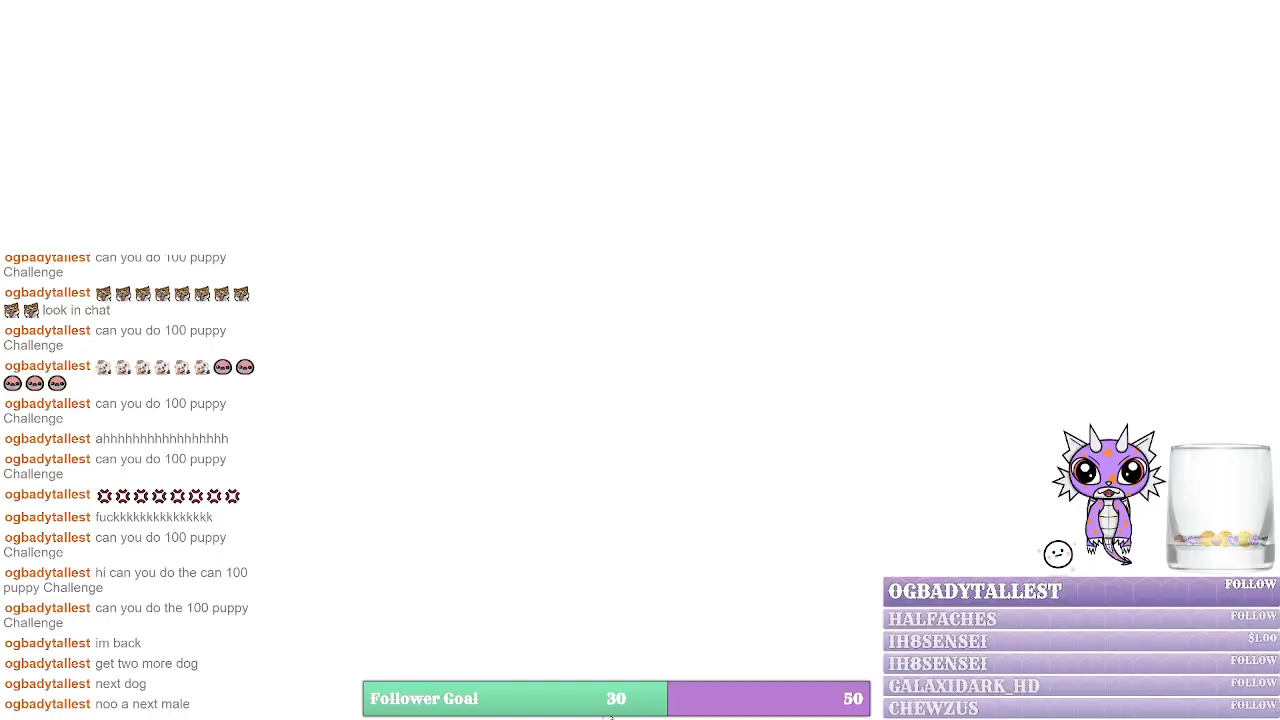 ogbadytallest can you do 100 puppy
Challenge
ogbadytallest
look in chat
ogbadytallest can you do 100 puppy
Challenge
ogbadytallest
ogbadytallest can you do 100 puppy
Challenge
ogbadytallest ahhhhhhhhhhhhhhhhhh
ogbadytallest can you do 100 puppy
Challenge
ogbadytallest
ogbadytallest fuckkkkkkkkkkkkkkk
ogbadytallest can you do 100 puppy
Challenge
ogbadytallest hi can you do the can 100
puppy Challenge
ogbadytallest can you do the 100 puppy
Challenge
ogbadytallest im back
ogbadytallest get two more dog
ogbadytallest next dog
ogbadytallest noo a next male
Follower Goal 30 50
OGBADYTALLEST FOLLOW
HALFACHES FOLLOW
IH8SENSEI $1.00
IH8SENSEI FOLLOW
GALAXIDARK_HD FOLLOW
CHEWZUS FOLLOW